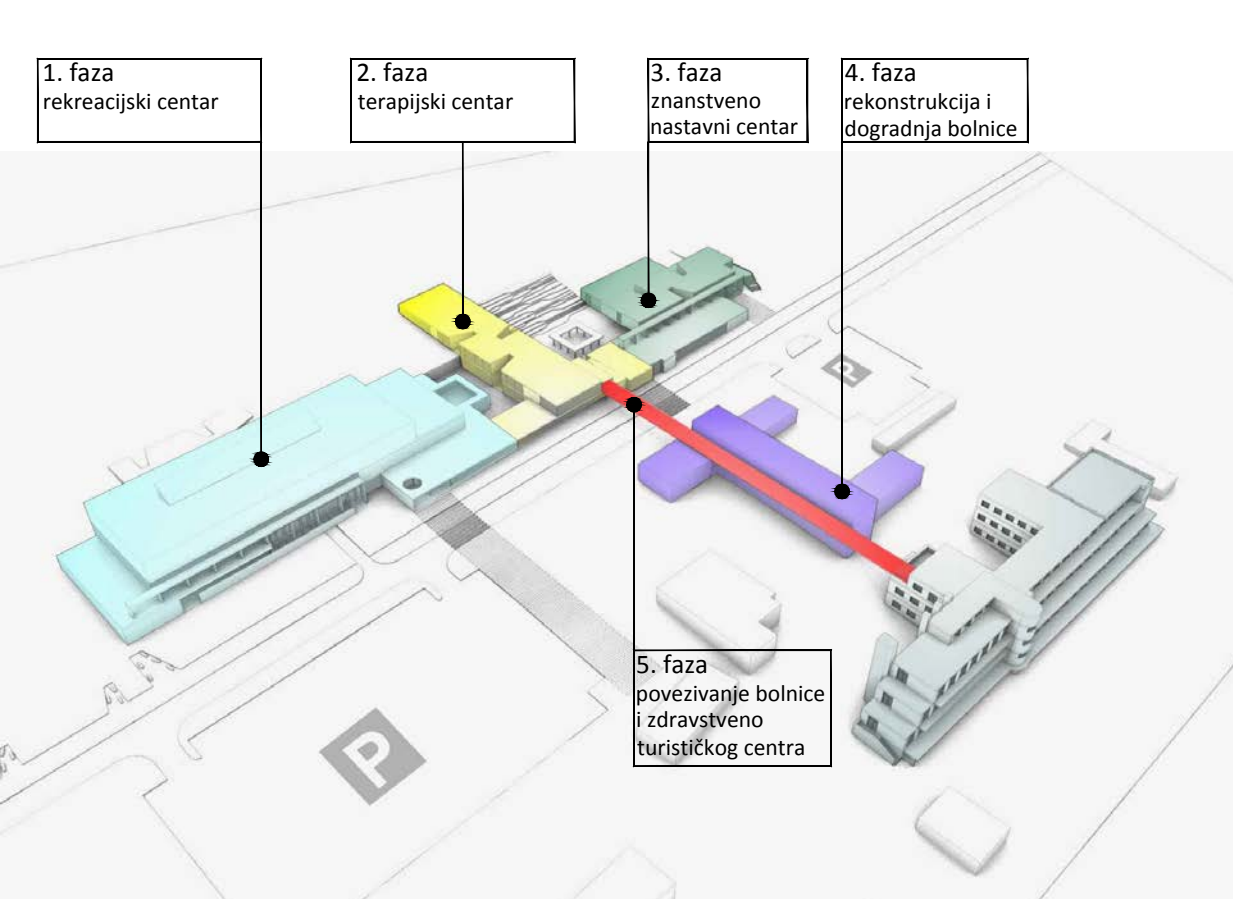 1. faza
rekreacijski centar
2. faza
terapijski centar
3. faza
znanstveno
nastavni centar
4. faza
rekonstrukcija i
dogradnja bolnice
P
5. faza
povezivanje bolnice
i zdravstveno
turističkog centra
P